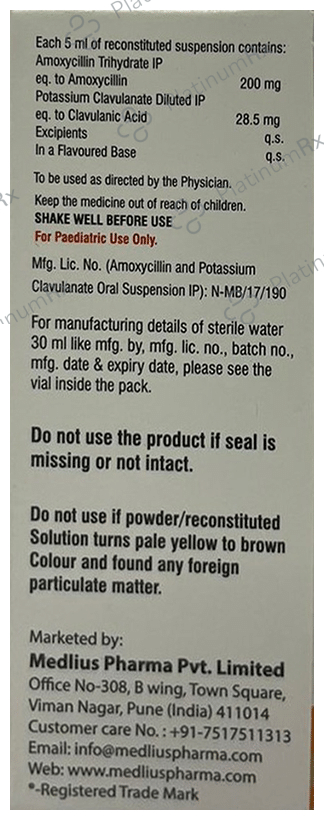 Each 5 ml of reconstituted suspension contains:
Amoxycillin Trihydrate IP
eq. to Amoxycillin 200 mg
Potassium Clavulanate Diluted IP
eq. to Clavulanic Acid 28.5 mg
Excipients q.s.
In a Flavoured Base q.s.
To be used as directed by the Physician.
Keep the medicine out of reach of children.
SHAKE WELL BEFORE USE
For Paediatric Use Only.
Mfg. Lic. No. (Amoxycillin and Potassium
Clavulanate Oral Suspension IP): N-MB/17/190
For manufacturing details of sterile water
30 ml like mfg. by, mfg. lic. no., batch no.,
mfg. date & expiry date, please see the
vial inside the pack.
Do not use the product if seal is
missing or not intact.
Do not use if powder/reconstituted
Solution turns pale yellow to brown
Colour and found any foreign
particulate matter.
Marketed by:
Medlius Pharma Pvt. Limited
Office No-308, B wing, Town Square,
Viman Nagar, Pune (India) 411014
Customer care No. : +91-7517511313
Email: info@medliuspharma.com
Web: www.medliuspharma.com
*-Registered Trade Mark
PlatinumRx